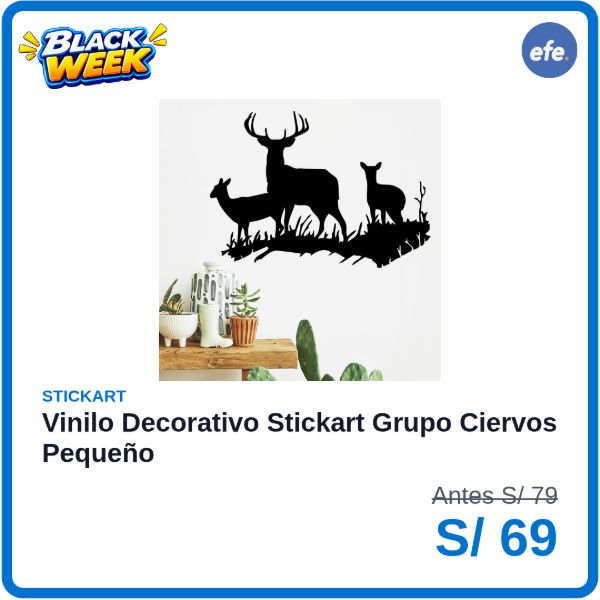 BLACK
WEEK
efe.
STICKART
Vinilo Decorativo Stickart Grupo Ciervos
Pequeño
Antes S/ 79
S/ 69